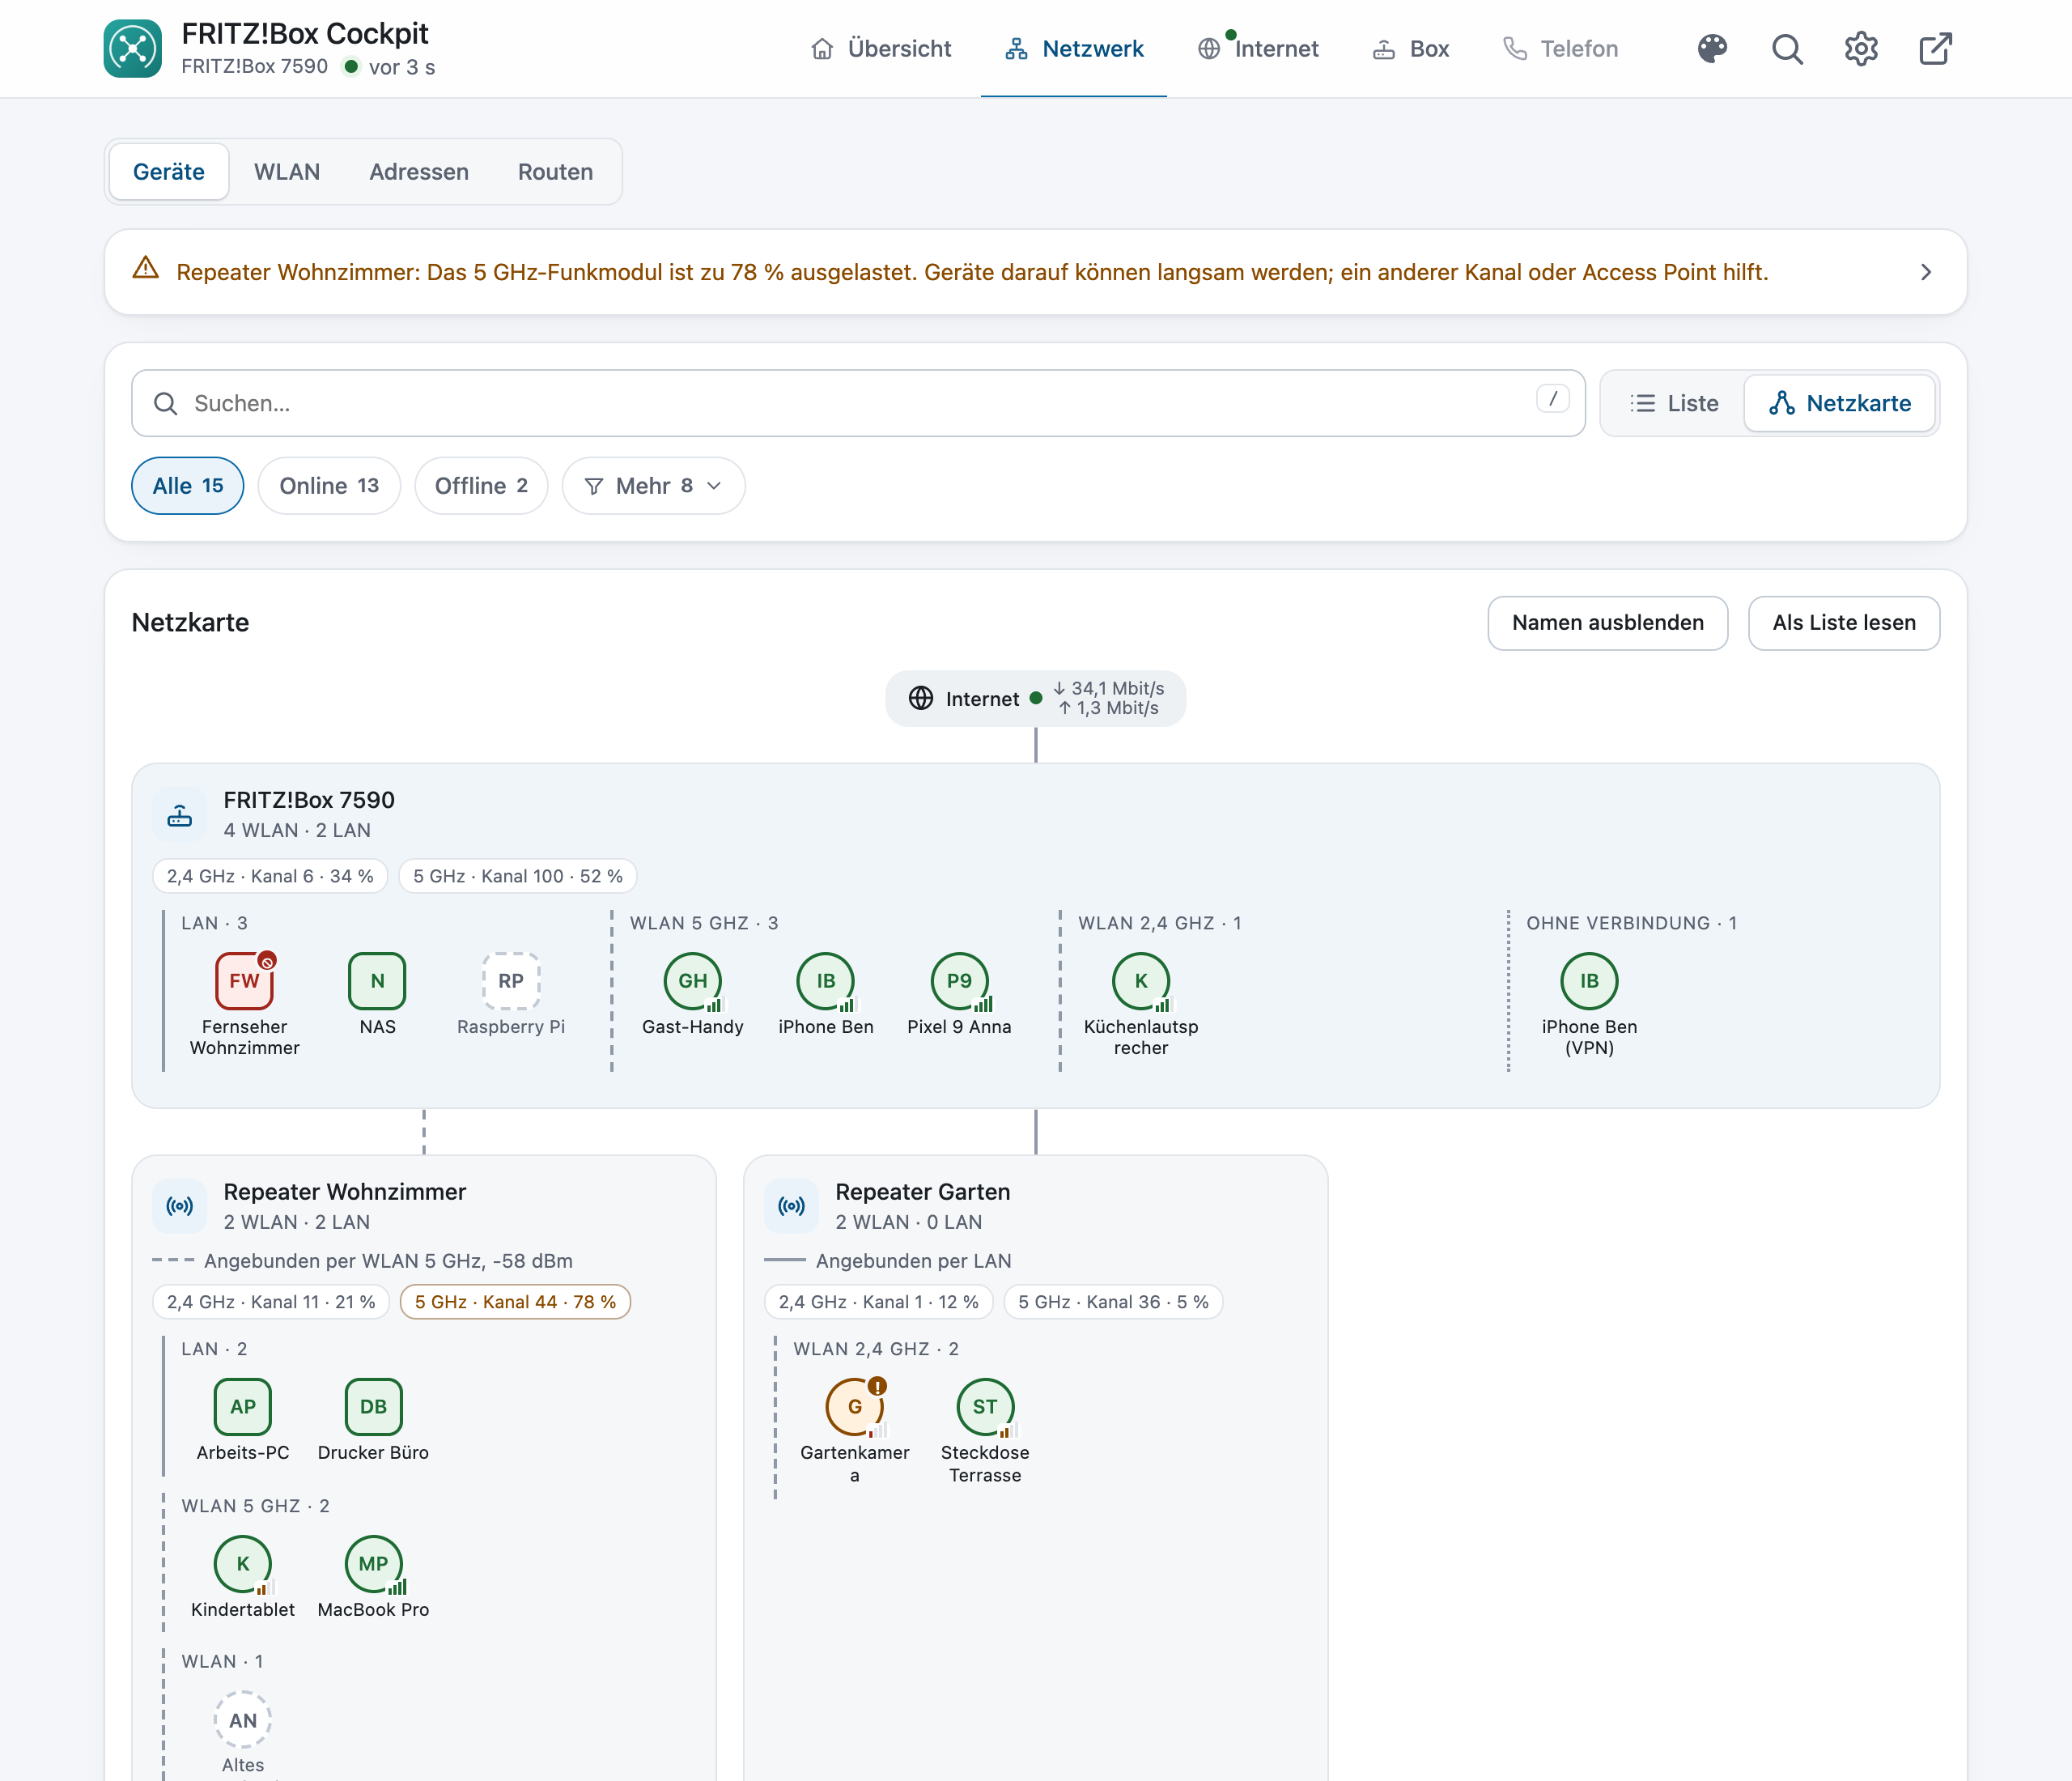 FRITZ!Box Cockpit
FRITZ!Box 7590 vor 3 s
Übersicht
Netzwerk
Internet
Box
Telefon
Geräte
WLAN
Adressen
Routen
Repeater Wohnzimmer: Das 5 GHz-Funkmodul ist zu 78 % ausgelastet. Geräte darauf können langsam werden; ein anderer Kanal oder Access Point hilft.
Suchen...
/
Liste
Netzkarte
Alle 15
Online 13
Offline 2
Mehr 8
Netzkarte
Namen ausblenden
Als Liste lesen
Internet
↓ 34,1 Mbit/s
↑ 1,3 Mbit/s
FRITZ!Box 7590
4 WLAN · 2 LAN
2,4 GHz · Kanal 6 · 34 %
5 GHz · Kanal 100 · 52 %
LAN · 3
FW
Fernseher
Wohnzimmer
N
NAS
RP
Raspberry Pi
WLAN 5 GHZ · 3
GH
Gast-Handy
IB
iPhone Ben
P9
Pixel 9 Anna
WLAN 2,4 GHZ · 1
K
Küchenlautsp
recher
OHNE VERBINDUNG · 1
IB
iPhone Ben
(VPN)
Repeater Wohnzimmer
2 WLAN · 2 LAN
Angebunden per WLAN 5 GHz, -58 dBm
2,4 GHz · Kanal 11 · 21 %
5 GHz · Kanal 44 · 78 %
LAN · 2
AP
Arbeits-PC
DB
Drucker Büro
WLAN 5 GHZ · 2
K
Kindertablet
MP
MacBook Pro
WLAN · 1
AN
Altes
Repeater Garten
2 WLAN · 0 LAN
Angebunden per LAN
2,4 GHz · Kanal 1 · 12 %
5 GHz · Kanal 36 · 5 %
WLAN 2,4 GHZ · 2
G
!
Gartenkamer
a
ST
Steckdose
Terrasse